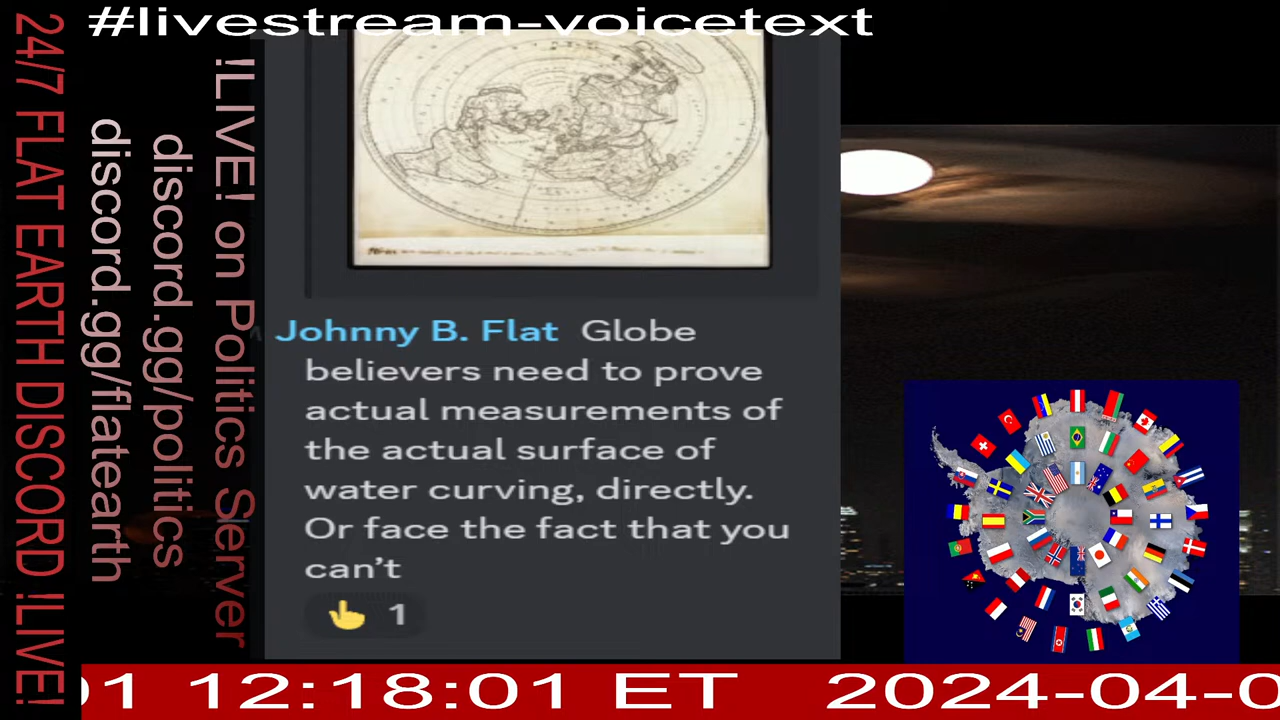 #livestream-voicetext
24/7 FLAT EARTH DISCORD !LIVE!
discord.gg/flatearth
discord.gg/politics
!LIVE! on Politics Server
Johnny B. Flat Globe
believers need to prove
actual measurements of
the actual surface of
water curving, directly.
Or face the fact that you
can't
1
01 12:18:01 ET 2024-04-0